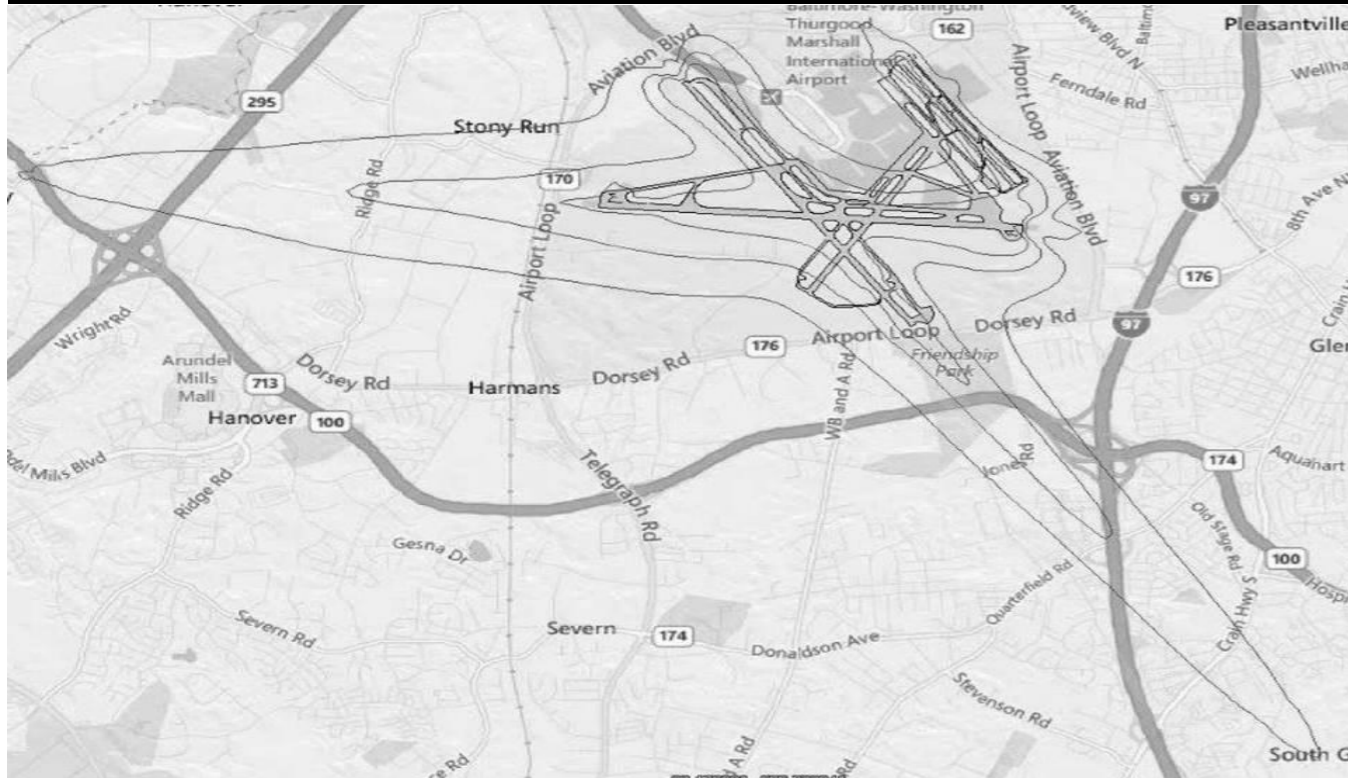 Baltimore-Washington
Thurgood
Marshall
International
Airport
162
Pleasantville
Aviation Blvd
Airport Loop
Ferndale Rd
295
Stony Run
Ridge Rd
170
Airport Loop
Aviation Blvd
97
8th Ave N
176
Wright Rd
Arundel
Mills
Mall
713
Dorsey Rd
Harmans
Dorsey Rd
176
Airport Loop
Dorsey Rd
97
Friendship
Park
Hanover
100
WB and A Rd
Jones Rd
174
Aquahart
Ridge Rd
Telegraph Rd
Gesna Dr
Old Stage Rd
100
Quarterfield Rd
Crain Hwy S
Severn Rd
Severn
174
Donaldson Ave
Stevenson Rd
South G